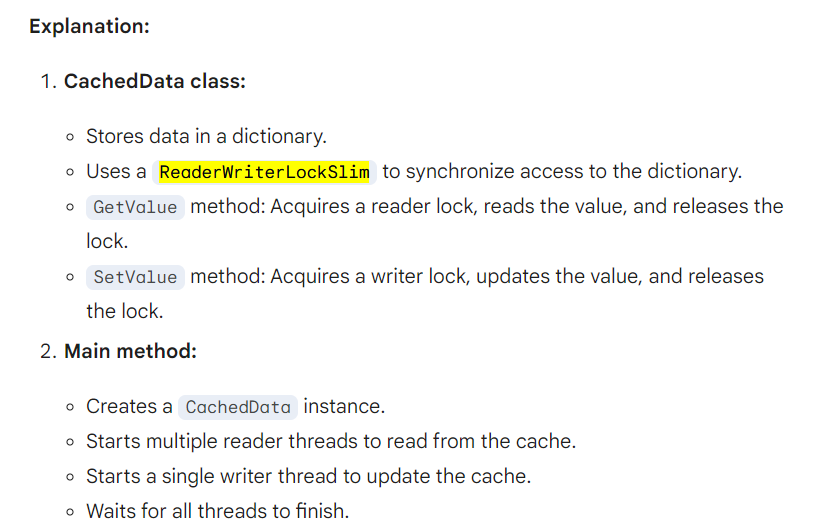 Explanation:
1. CachedData class:
Stores data in a dictionary.
Uses a ReaderWriterLockSlim to synchronize access to the dictionary.
GetValue method: Acquires a reader lock, reads the value, and releases the
lock.
SetValue method: Acquires a writer lock, updates the value, and releases
the lock.
2. Main method:
Creates a CachedData instance.
Starts multiple reader threads to read from the cache.
Starts a single writer thread to update the cache.
Waits for all threads to finish.